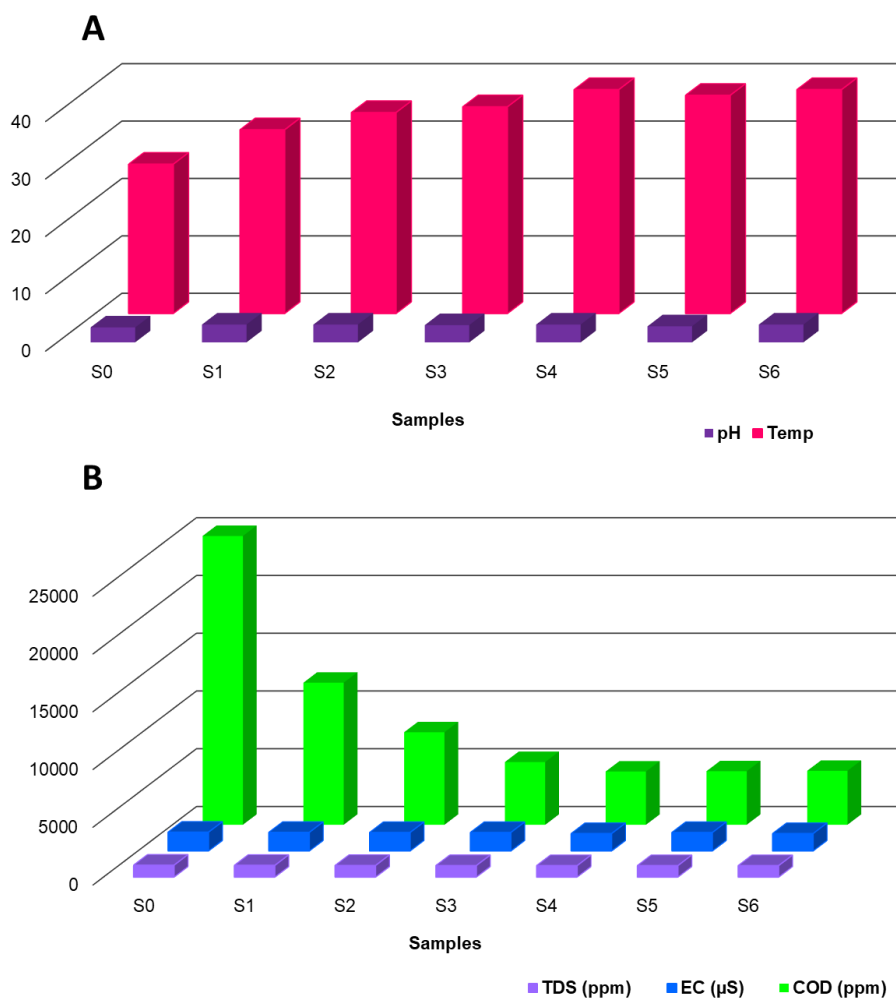 A
40
30
20
10
0
S0 S1 S2 S3 S4 S5 S6
Samples
pH Temp
B
25000
20000
15000
10000
5000
0
S0 S1 S2 S3 S4 S5 S6
Samples
TDS (ppm) EC (µS) COD (ppm)